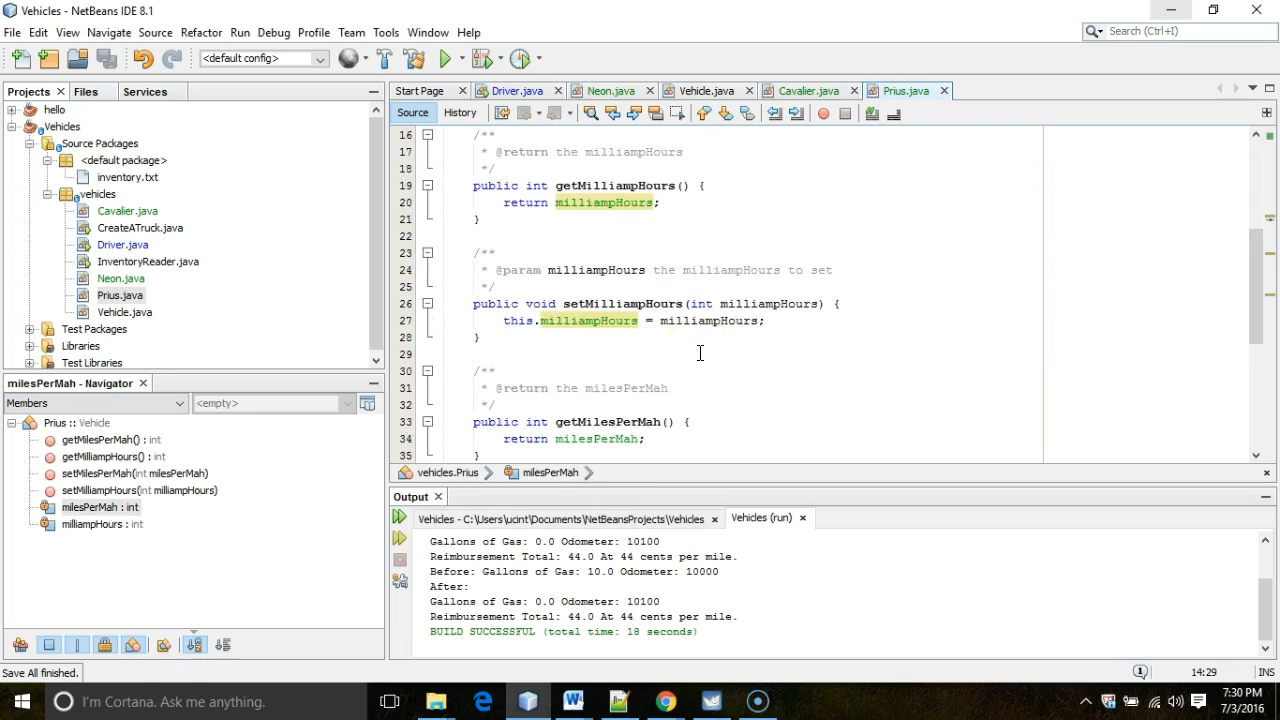 Vehicles - NetBeans IDE 8.1
File Edit View Navigate Source Refactor Run Debug Profile Team Tools Window Help
Search (Ctrl+I)
<default config>
Projects Files Services
Start Page Driver.java Neon.java Vehicle.java Cavalier.java Prius.java
Source History
hello
Vehicles
Source Packages
<default package>
inventory.txt
vehicles
Cavalier.java
CreateATruck.java
Driver.java
InventoryReader.java
Neon.java
Prius.java
Vehicle.java
Test Packages
Libraries
Test Libraries
16 /**
17 * @return the milliampHours
18 */
19 public int getMilliampHours() {
20 return milliampHours;
21 }
22
23 /**
24 * @param milliampHours the milliampHours to set
25 */
26 public void setMilliampHours(int milliampHours) {
27 this.milliampHours = milliampHours;
28 }
29
30 /**
31 * @return the milesPerMah
32 */
33 public int getMilesPerMah() {
34 return milesPerMah;
35 }
vehicles.Prius milesPerMah
milesPerMah - Navigator
Members <empty>
Prius :: Vehicle
getMilesPerMah() : int
getMilliampHours() : int
setMilesPerMah(int milesPerMah)
setMilliampHours(int milliampHours)
milesPerMah : int
milliampHours : int
Output
Vehicles - C:\Users\ucint\Documents\NetBeansProjects\Vehicles Vehicles (run)
Gallons of Gas: 0.0 Odometer: 10100
Reimbursement Total: 44.0 At 44 cents per mile.
Before: Gallons of Gas: 10.0 Odometer: 10000
After:
Gallons of Gas: 0.0 Odometer: 10100
Reimbursement Total: 44.0 At 44 cents per mile.
BUILD SUCCESSFUL (total time: 18 seconds)
Save All finished.
14:29 INS
I'm Cortana. Ask me anything.
7:30 PM
7/3/2016